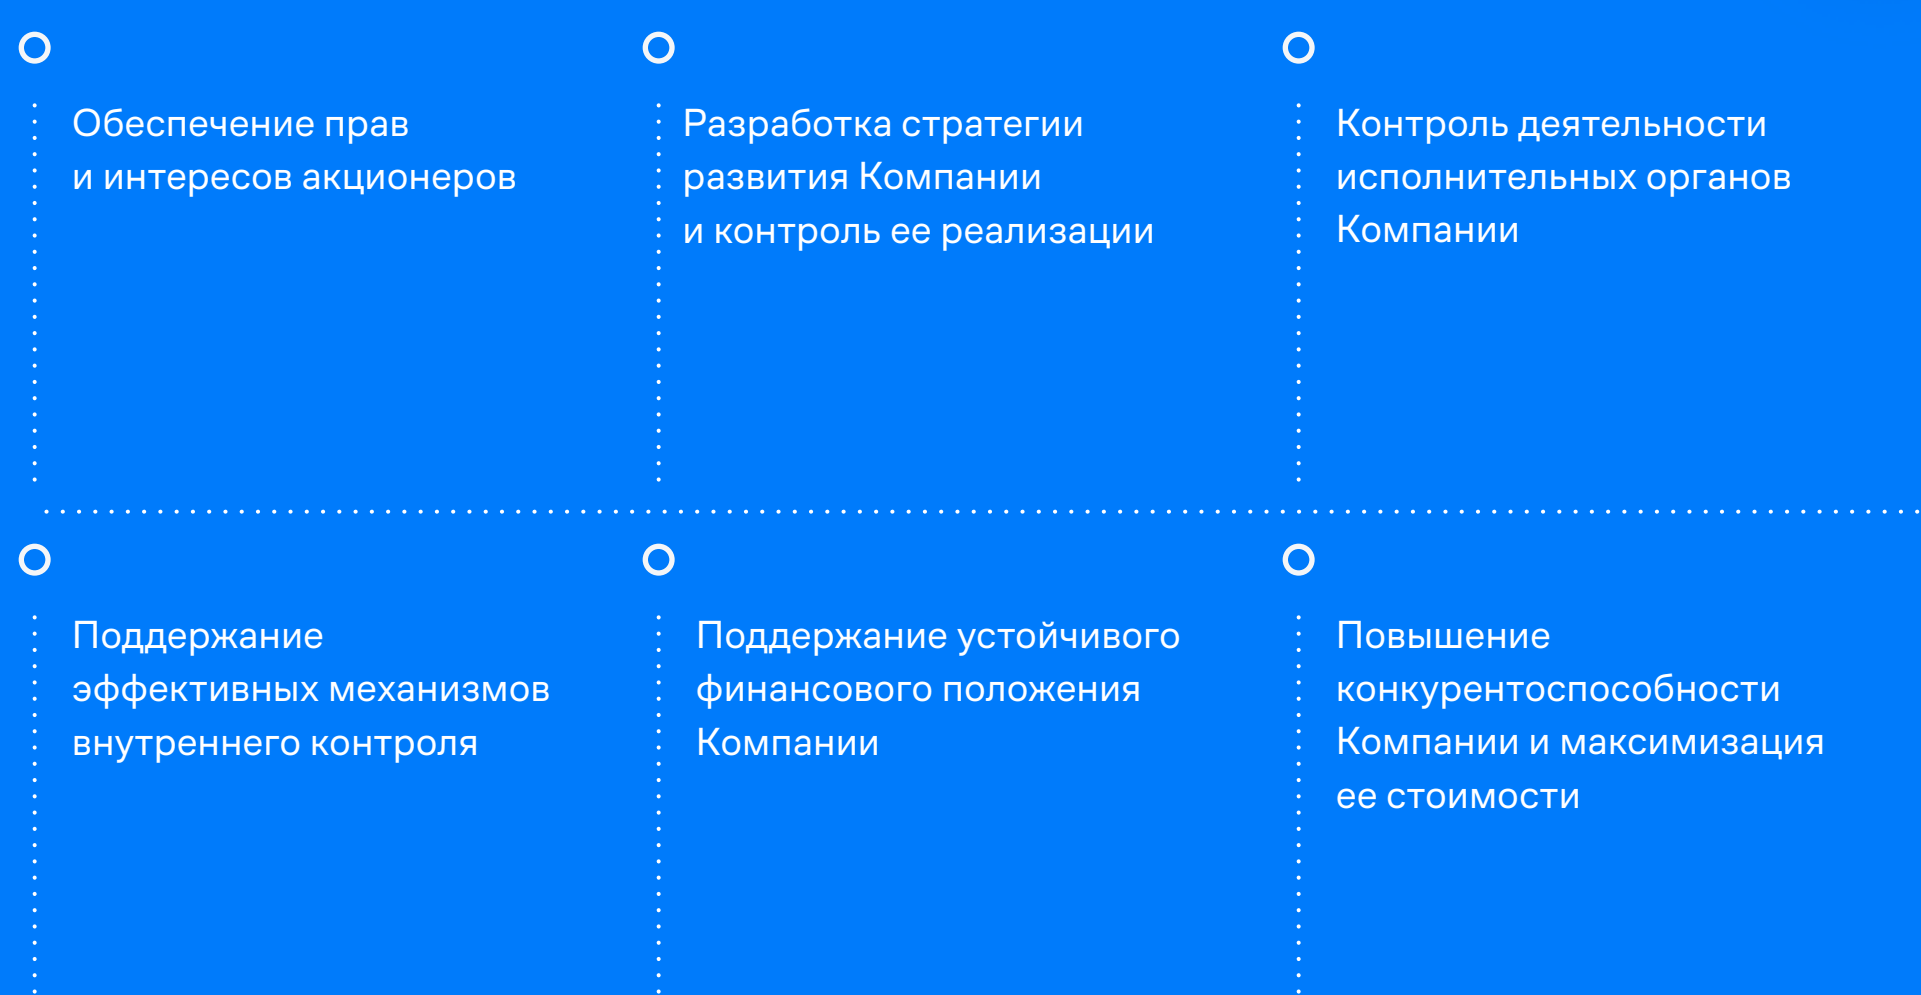 Обеспечение прав
и интересов акционеров
Разработка стратегии
развития Компании
и контроль ее реализации
Контроль деятельности
исполнительных органов
Компании
Поддержание
эффективных механизмов
внутреннего контроля
Поддержание устойчивого
финансового положения
Компании
Повышение
конкурентоспособности
Компании и максимизация
ее стоимости